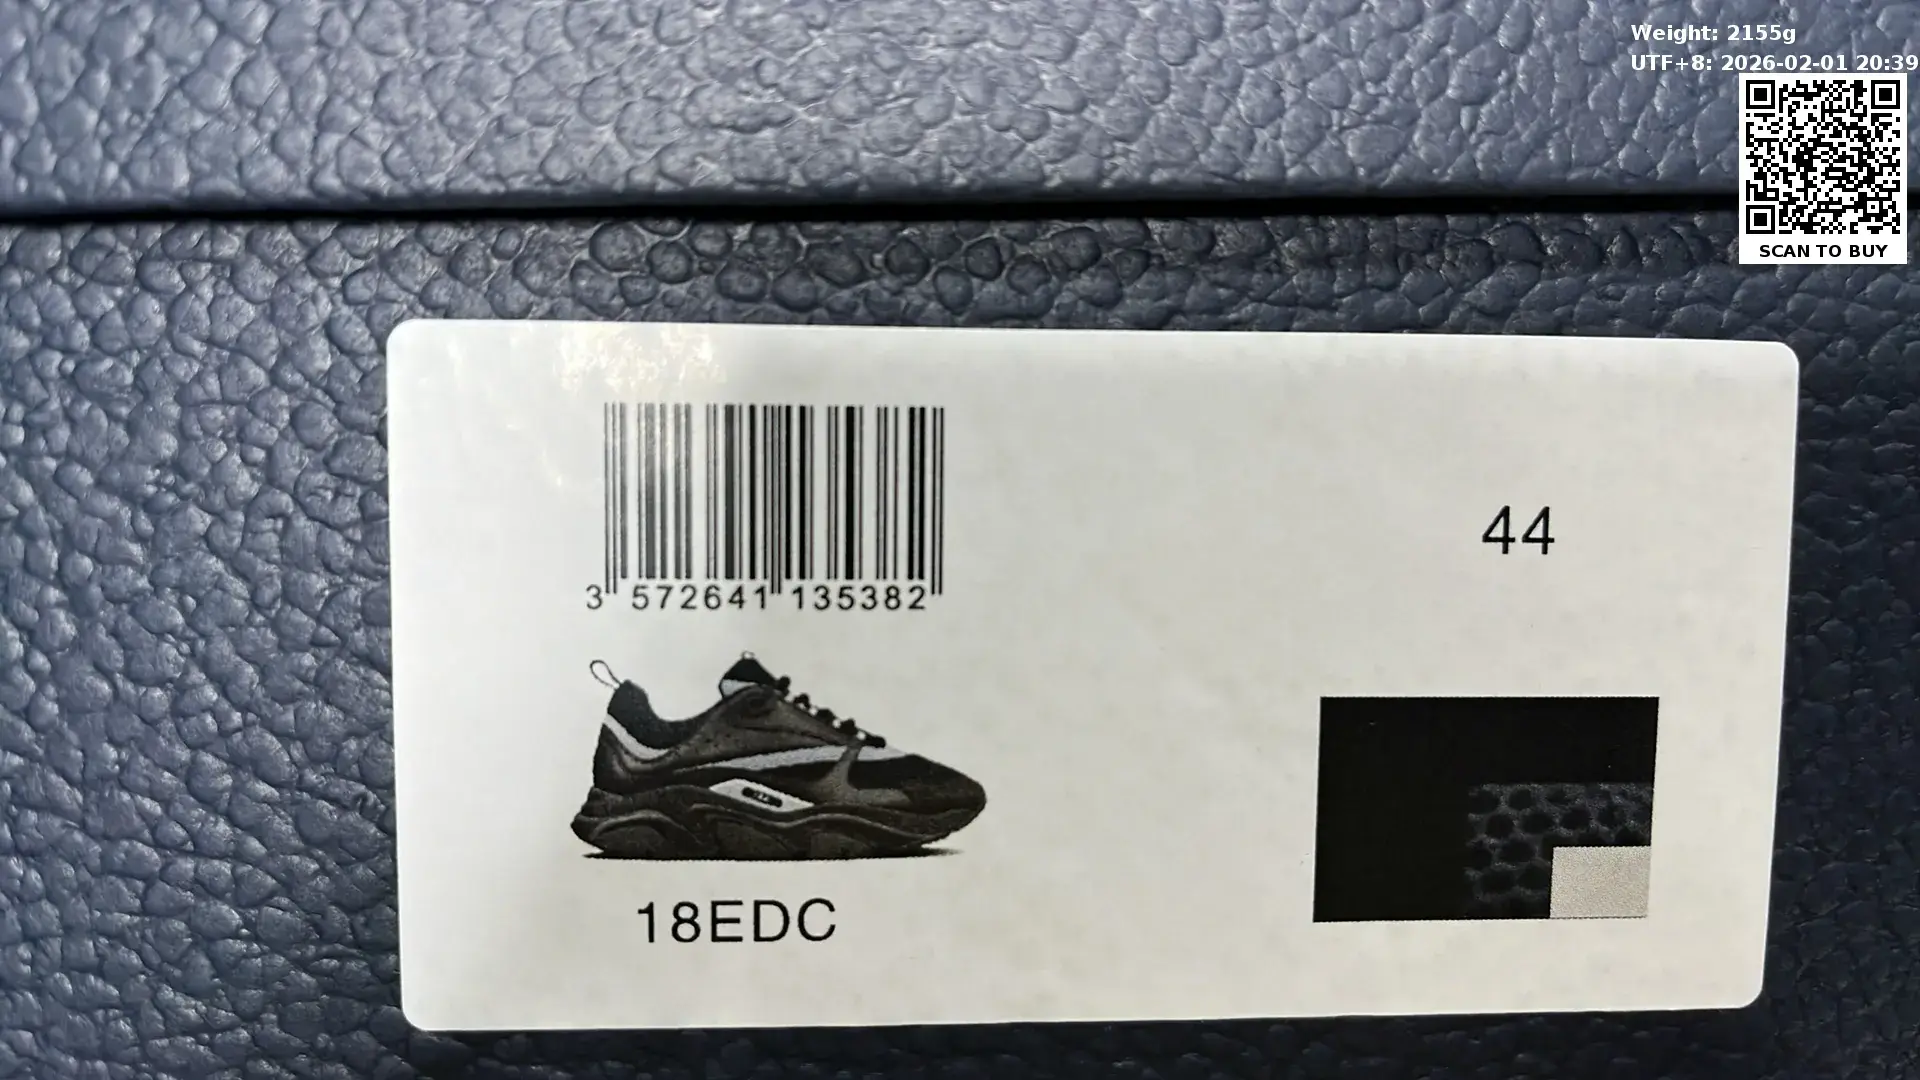 Weight: 2155g
UTF+8: 2026-02-01 20:39
SCAN TO BUY
3 572641 135382
44
18EDC